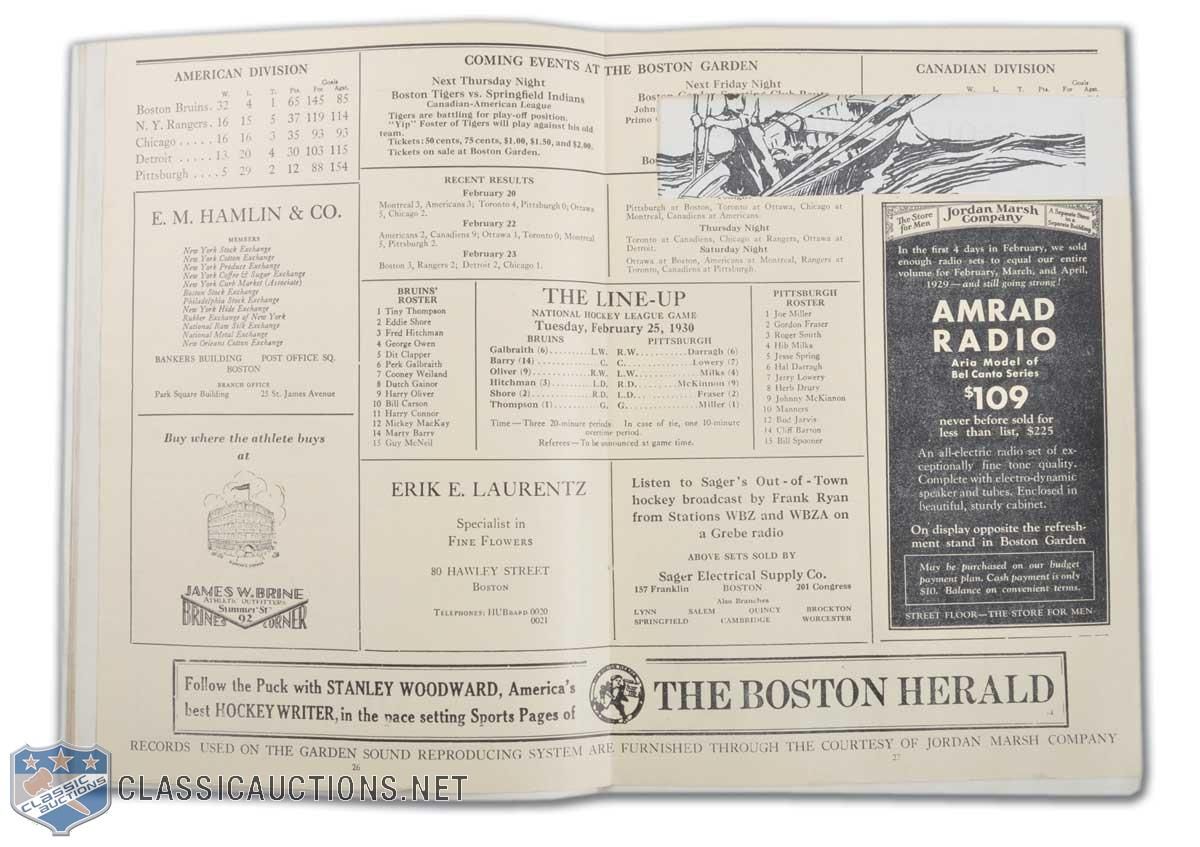 COMING EVENTS AT THE BOSTON GARDEN
AMERICAN DIVISION
Goals
W. L. T. Pts. For Agst.
Boston Bruins. 32 4 1 65 145 85
N. Y. Rangers. 16 15 5 37 119 114
Chicago ..... 16 16 3 35 93 93
Detroit ..... 13 20 4 30 103 115
Pittsburgh .... 5 29 2 12 88 154
Next Thursday Night
Boston Tigers vs. Springfield Indians
Canadian-American League
Tigers are battling for play-off position.
"Yip" Foster of Tigers will play against his old
team.
Tickets: 50 cents, 75 cents, $1.00, $1.50, and $2.00.
Tickets on sale at Boston Garden.
Next Friday Night
John
Primo
CANADIAN DIVISION
Goals
W. L. T. Pts. For Agst.
E. M. HAMLIN & CO.
MEMBERS
New York Stock Exchange
New York Cotton Exchange
New York Produce Exchange
New York Coffee & Sugar Exchange
New York Curb Market (Associate)
Boston Stock Exchange
Philadelphia Stock Exchange
New York Hide Exchange
Rubber Exchange of New York
National Raw Silk Exchange
National Metal Exchange
New Orleans Cotton Exchange
BANKERS BUILDING POST OFFICE SQ.
BOSTON
BRANCH OFFICE
Park Square Building 25 St. James Avenue
RECENT RESULTS
February 20
Montreal 3, Americans 3; Toronto 4, Pittsburgh 0; Ottawa
5, Chicago 2.
February 22
Americans 2, Canadiens 9; Ottawa 1, Toronto 0; Montreal
5, Pittsburgh 2.
February 23
Boston 3, Rangers 2; Detroit 2, Chicago 1.
Pittsburgh at Boston, Toronto at Ottawa, Chicago at
Montreal, Canadiens at Americans.
Thursday Night
Toronto at Canadiens, Chicago at Rangers, Ottawa at
Detroit.
Saturday Night
Ottawa at Boston, Americans at Montreal, Rangers at
Toronto, Canadiens at Pittsburgh.
BRUINS'
ROSTER
1 Tiny Thompson
2 Eddie Shore
3 Fred Hitchman
4 George Owen
5 Dit Clapper
6 Perk Galbraith
7 Cooney Weiland
8 Dutch Gainor
9 Harry Oliver
10 Bill Carson
11 Harry Connor
12 Mickey MacKay
14 Marty Barry
15 Guy McNeil
THE LINE-UP
NATIONAL HOCKEY LEAGUE GAME
Tuesday, February 25, 1930
BRUINS PITTSBURGH
Galbraith (6)..........L.W. R.W..........Darragh (6)
Barry (14)..........C. C..........Lowery (7)
Oliver (9)..........R.W. L.W..........Milks (4)
Hitchman (3)..........L.D. R.D..........McKinnon (9)
Shore (2)..........R.D. L.D..........Fraser (2)
Thompson (1)..........G. G..........Miller (1)
Time—Three 20-minute periods. In case of tie, one 10-minute
overtime period.
Referees—To be announced at game time.
PITTSBURGH
ROSTER
1 Joe Miller
2 Gordon Fraser
3 Roger Smith
4 Hib Milks
5 Jesse Spring
6 Hal Darragh
7 Jerry Lowery
8 Herb Drury
9 Johnny McKinnon
10 Manners
12 Bud Jarvis
14 Cliff Barton
15 Bill Spooner
The Store
for Men
Jordan Marsh
Company
A Separate Store
in a
Separate Building
In the first 4 days in February, we sold
enough radio sets to equal our entire
volume for February, March, and April,
1929—and still going strong!
AMRAD
RADIO
Aria Model of
Bel Canto Series
$109
never before sold for
less than list, $225
An all-electric radio set of ex-
ceptionally fine tone quality.
Complete with electro-dynamic
speaker and tubes. Enclosed in
beautiful, sturdy cabinet.
On display opposite the refresh-
ment stand in Boston Garden
May be purchased on our budget
payment plan. Cash payment is only
$10. Balance on convenient terms.
STREET FLOOR—THE STORE FOR MEN
Buy where the athlete buys
at
JAMES W. BRINE
ATHLETIC OUTFITTERS
Summer St
BRINE'S 92 CORNER
ERIK E. LAURENTZ
Specialist in
FINE FLOWERS
80 HAWLEY STREET
BOSTON
TELEPHONES: HUBBARD 0020
0021
Listen to Sager's Out-of-Town
hockey broadcast by Frank Ryan
from Stations WBZ and WBZA on
a Grebe radio
ABOVE SETS SOLD BY
Sager Electrical Supply Co.
157 Franklin BOSTON 201 Congress
Also Branches
LYNN SALEM QUINCY BROCKTON
SPRINGFIELD CAMBRIDGE WORCESTER
Follow the Puck with STANLEY WOODWARD, America's
best HOCKEY WRITER, in the pace setting Sports Pages of
THE BOSTON HERALD
RECORDS USED ON THE GARDEN SOUND REPRODUCING SYSTEM ARE FURNISHED THROUGH THE COURTESY OF JORDAN MARSH COMPANY
26
27
CLASSIC
AUCTIONS
CLASSICAUCTIONS.NET